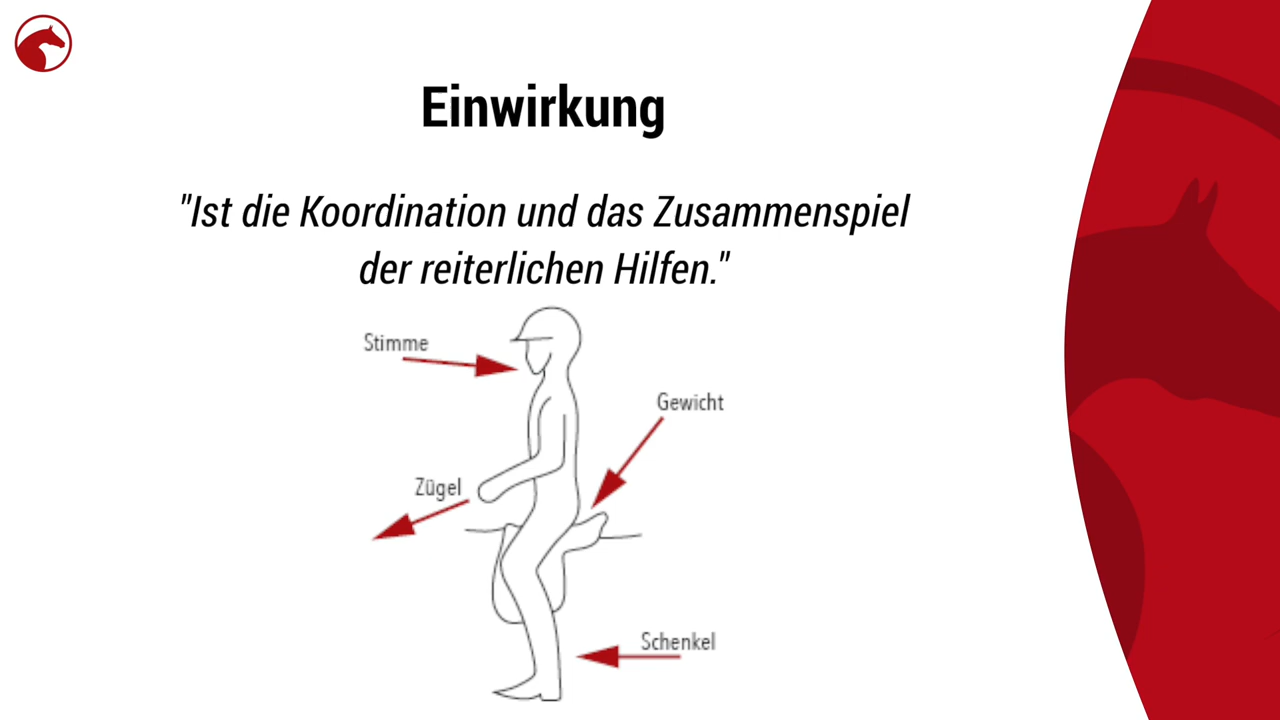 Einwirkung
"Ist die Koordination und das Zusammenspiel
der reiterlichen Hilfen."
Stimme
Gewicht
Zügel
Schenkel